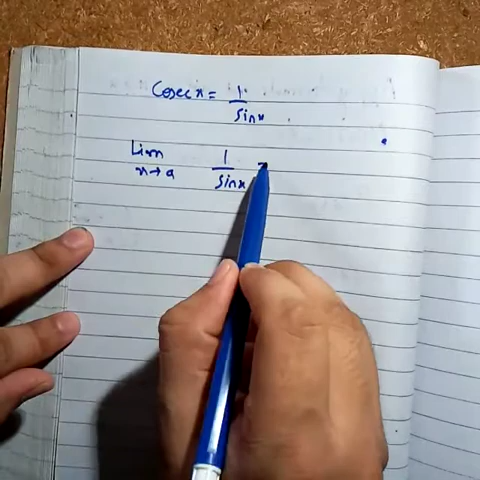 Cosec x = 1/sin x
Lim x→a 1/sin x =